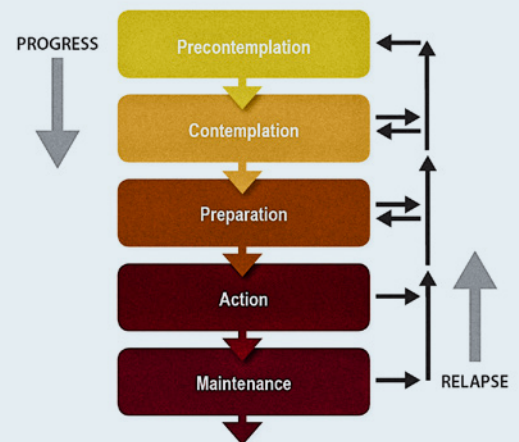 Precontemplation
PROGRESS
Contemplation
Preparation
Action
Maintenance
RELAPSE